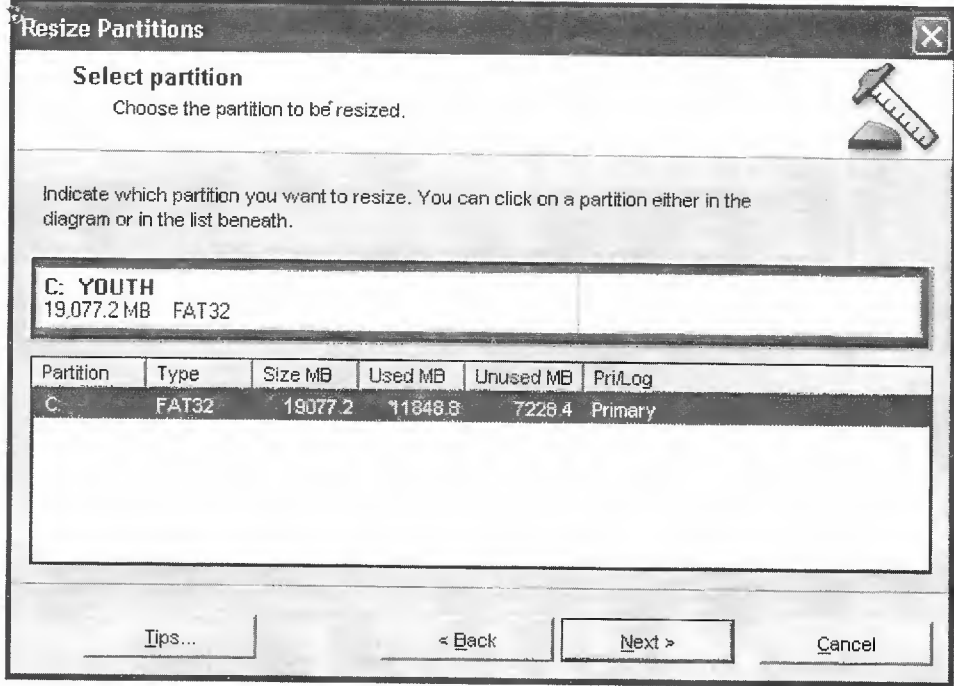 Resize Partitions
Select partition
Choose the partition to be resized.
Indicate which partition you want to resize. You can click on a partition either in the
diagram or in the list beneath.
C: YOUTH
19,077.2 MB FAT32
Partition Type Size MB Used MB Unused MB Pri/Log
C: FAT32 19077.2 11848.8 7228.4 Primary
Tips... < Back Next > Cancel